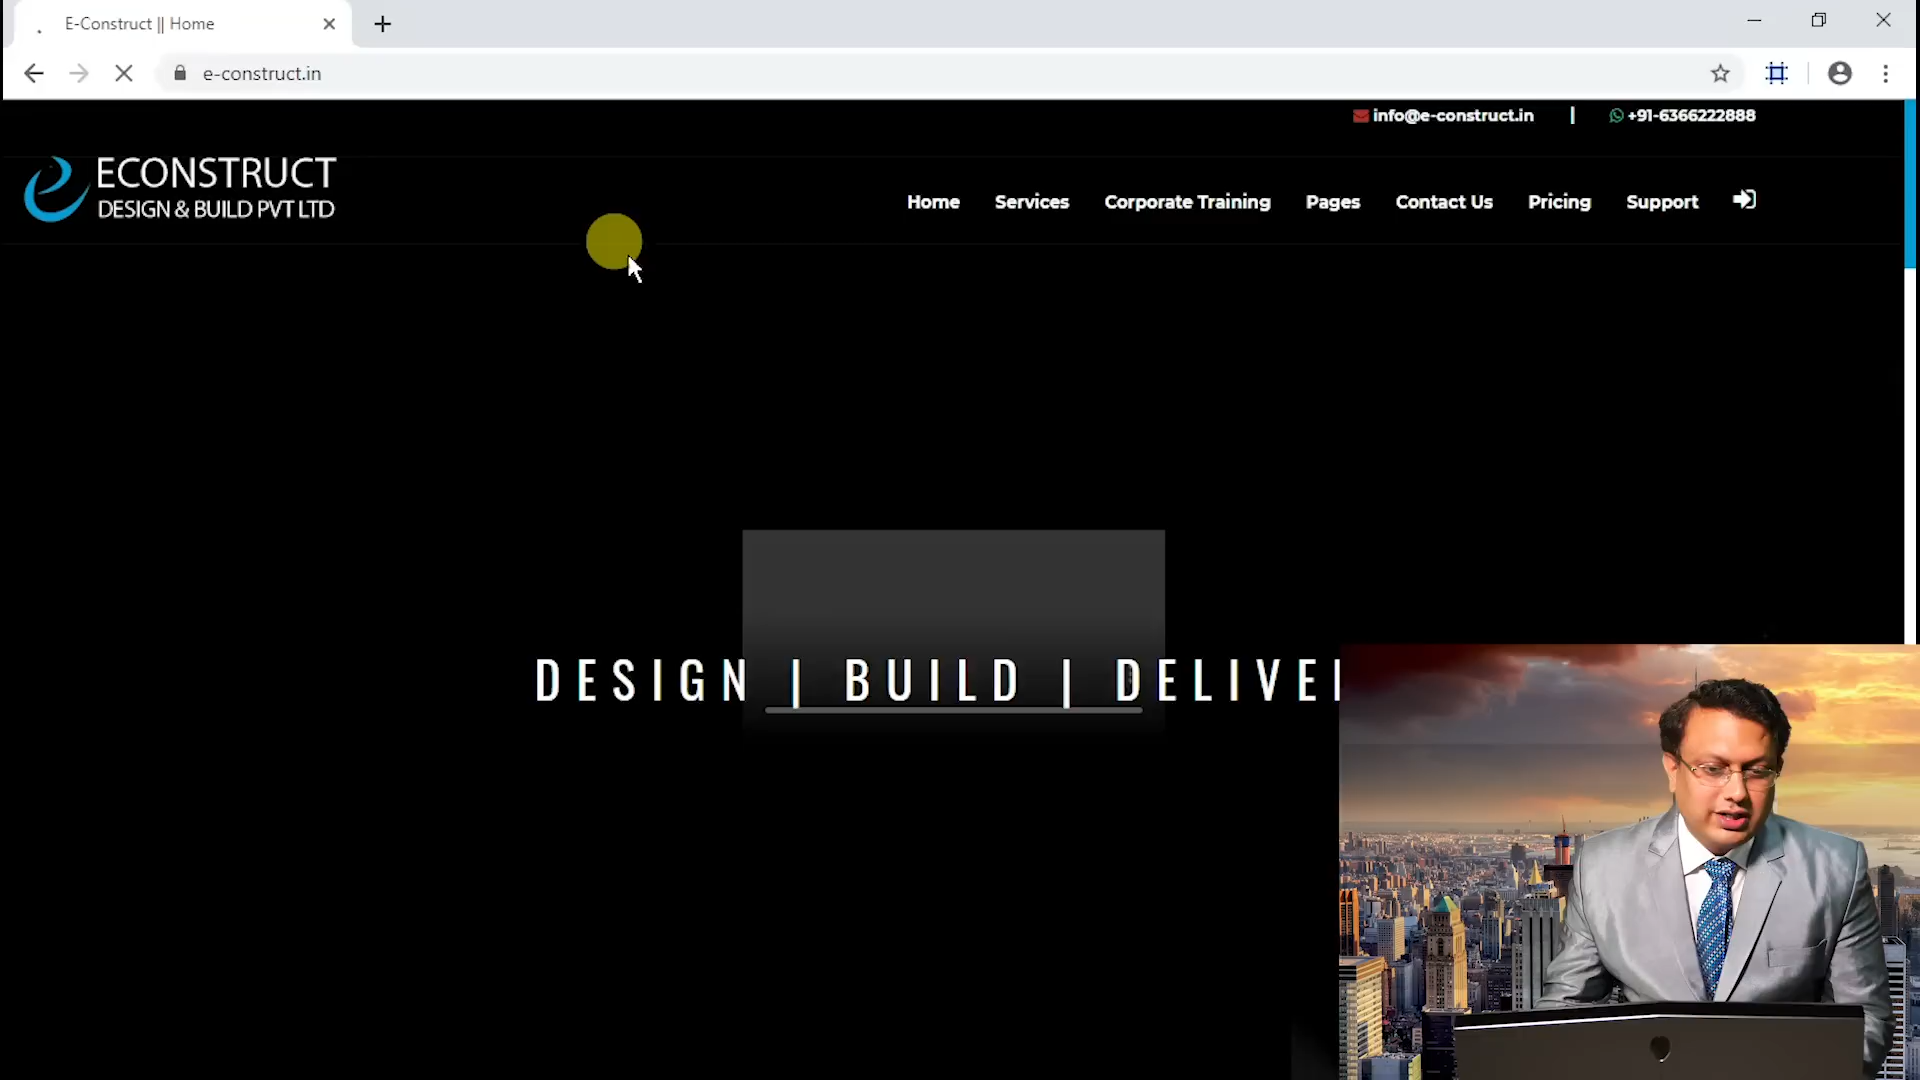 E-Construct || Home
e-construct.in
info@e-construct.in | +91-6366222888
ECONSTRUCT
DESIGN & BUILD PVT LTD
Home Services Corporate Training Pages Contact Us Pricing Support
DESIGN | BUILD | DELIVE